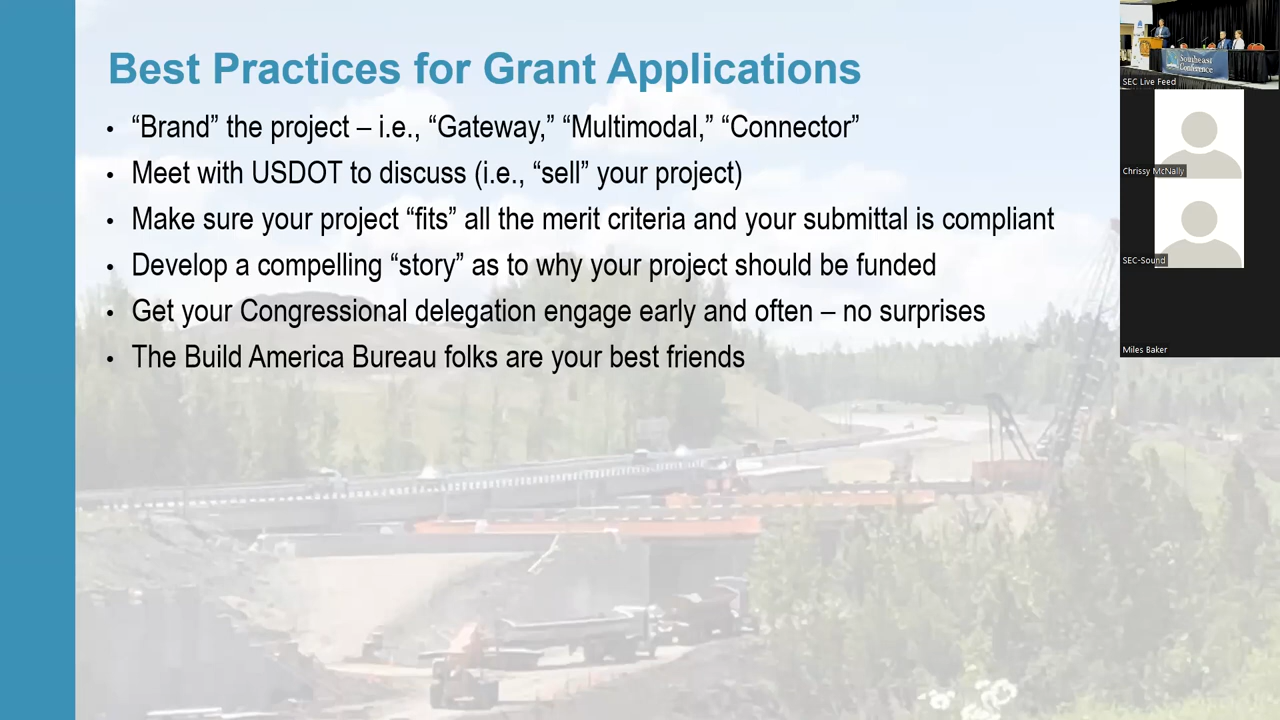 Best Practices for Grant Applications
• “Brand” the project – i.e., “Gateway,” “Multimodal,” “Connector”
• Meet with USDOT to discuss (i.e., “sell” your project)
• Make sure your project “fits” all the merit criteria and your submittal is compliant
• Develop a compelling “story” as to why your project should be funded
• Get your Congressional delegation engage early and often – no surprises
• The Build America Bureau folks are your best friends
Southeast
Conference
SEC Live Feed
Chrissy McNally
SEC-Sound
Miles Baker